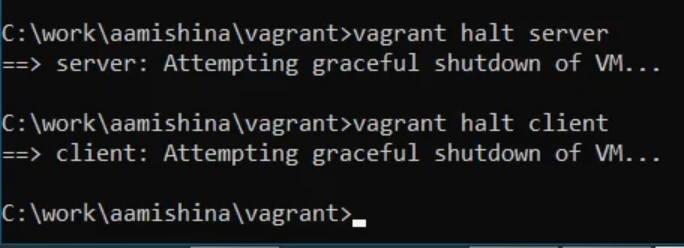 C:\work\aamishina\vagrant>vagrant halt server
==> server: Attempting graceful shutdown of VM...
C:\work\aamishina\vagrant>vagrant halt client
==> client: Attempting graceful shutdown of VM...
C:\work\aamishina\vagrant>